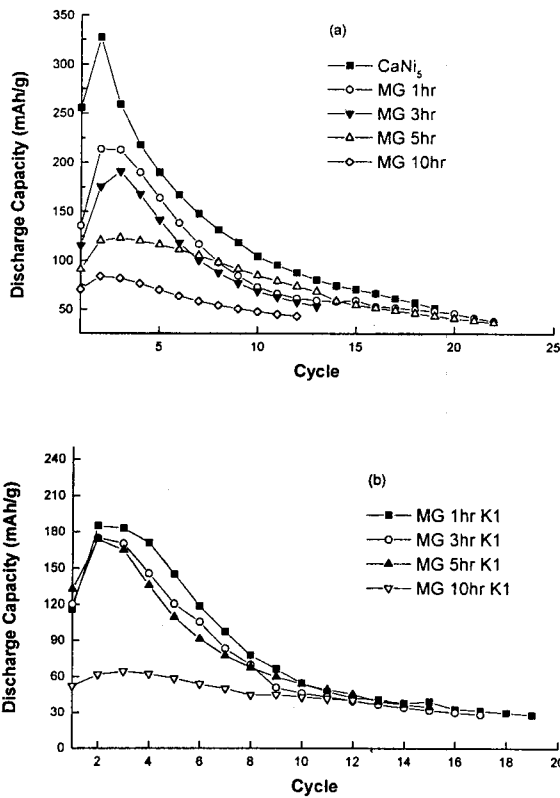 (a)
CaNi₅
MG 1hr
MG 3hr
MG 5hr
MG 10hr
Discharge Capacity (mAh/g)
350
325
300
250
200
150
100
50
5
10
15
20
25
Cycle
(b)
MG 1hr K1
MG 3hr K1
MG 5hr K1
MG 10hr K1
Discharge Capacity (mAh/g)
240
210
180
150
120
90
60
30
0
2
4
6
8
10
12
14
16
18
20
Cycle